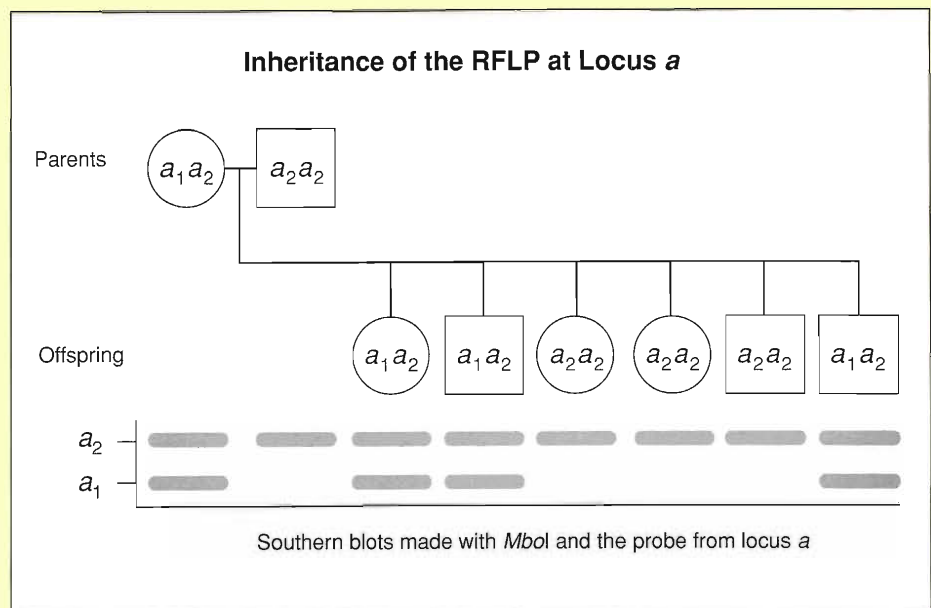 Inheritance of the RFLP at Locus a
Parents
a₁a₂ a₂a₂
Offspring
a₁a₂ a₁a₂ a₂a₂ a₂a₂ a₂a₂ a₁a₂
a₂
a₁
Southern blots made with MboI and the probe from locus a